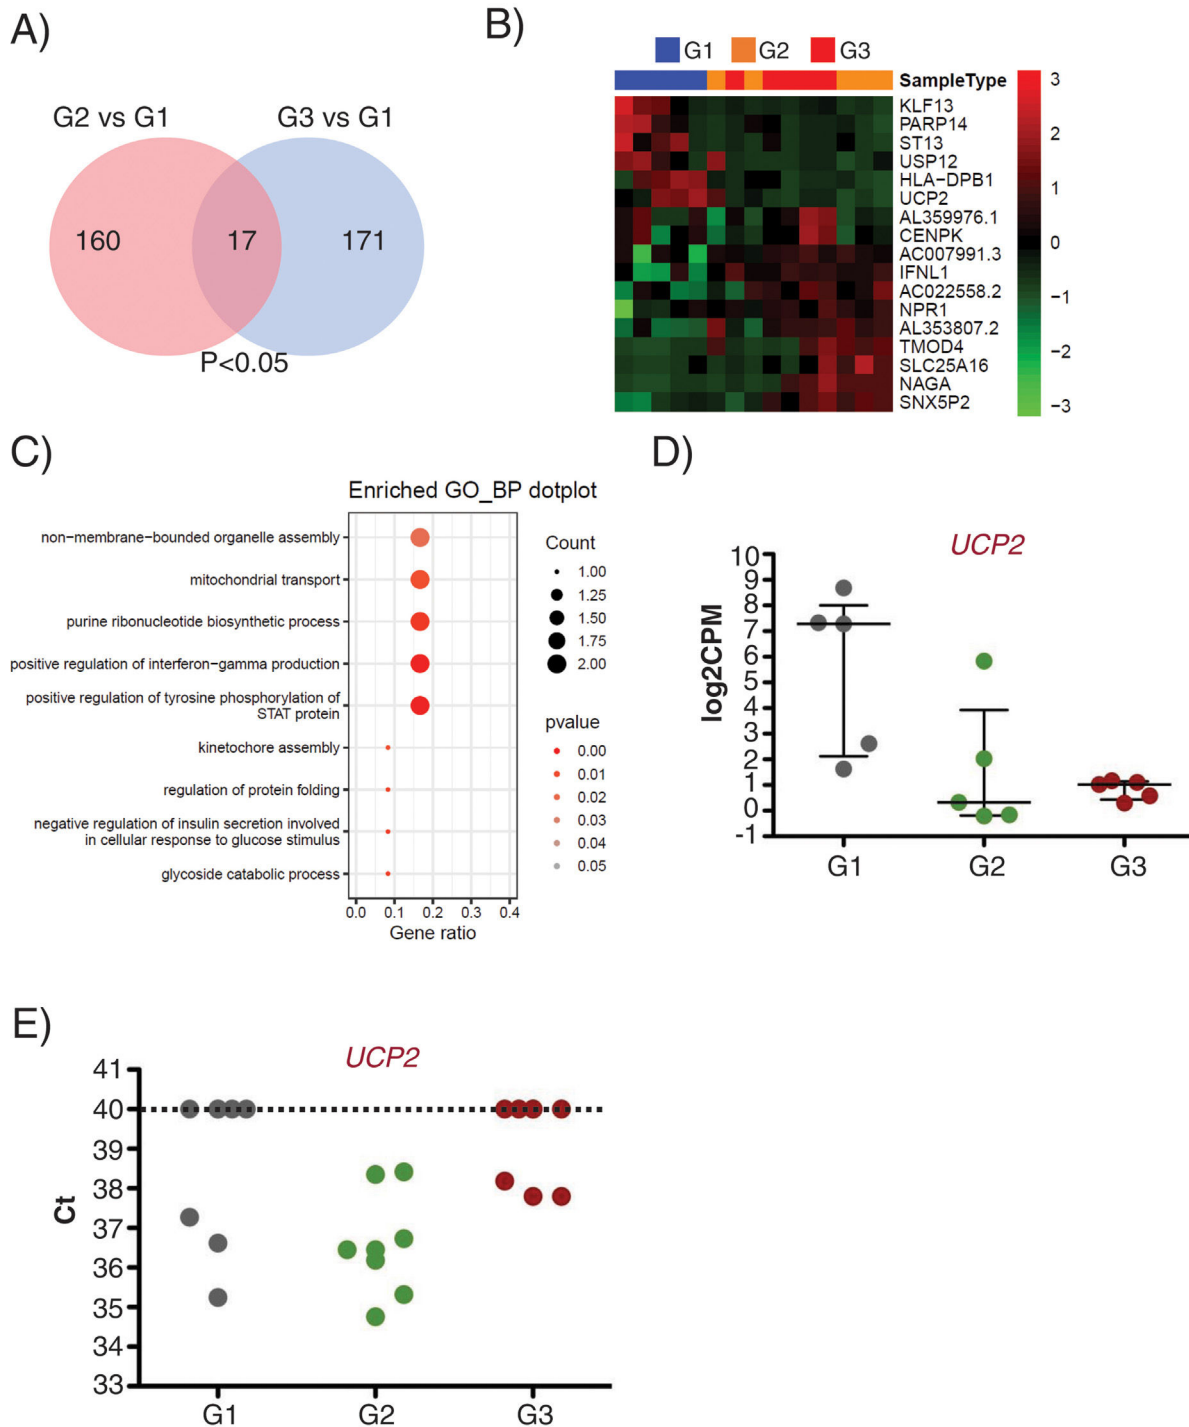 A)
G2 vs G1
G3 vs G1
160
17
171
P<0.05
B)
G1
G2
G3
SampleType
KLF13
PARP14
ST13
USP12
HLA−DPB1
UCP2
AL359976.1
CENPK
AC007991.3
IFNL1
AC022558.2
NPR1
AL353807.2
TMOD4
SLC25A16
NAGA
SNX5P2
3
2
1
0
−1
−2
−3
C)
Enriched GO_BP dotplot
non−membrane−bounded organelle assembly
mitochondrial transport
purine ribonucleotide biosynthetic process
positive regulation of interferon−gamma production
positive regulation of tyrosine phosphorylation of
STAT protein
kinetochore assembly
regulation of protein folding
negative regulation of insulin secretion involved
in cellular response to glucose stimulus
glycoside catabolic process
0.0 0.1 0.2 0.3 0.4
Gene ratio
Count
1.00
1.25
1.50
1.75
2.00
pvalue
0.00
0.01
0.02
0.03
0.04
0.05
D)
UCP2
log2CPM
10
9
8
7
6
5
4
3
2
1
0
-1
G1 G2 G3
E)
UCP2
Ct
41
40
39
38
37
36
35
34
33
G1 G2 G3